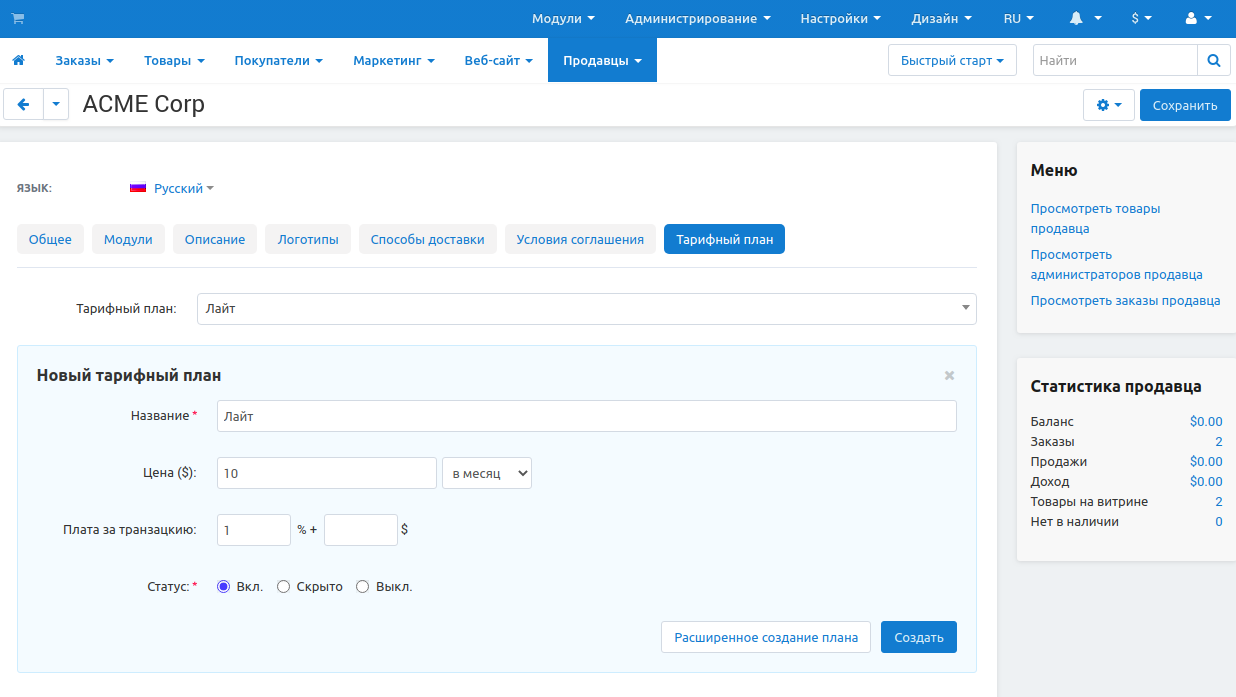 Модули Администрирование Настройки Дизайн RU $
Заказы Товары Покупатели Маркетинг Веб-сайт Продавцы Быстрый старт Найти
ACME Corp Сохранить
ЯЗЫК: Русский
Общее Модули Описание Логотипы Способы доставки Условия соглашения Тарифный план
Тарифный план: Лайт
Новый тарифный план
Название * Лайт
Цена ($): 10 в месяц
Плата за транзацкию: 1 % + $
Статус: * Вкл. Скрыто Выкл.
Расширенное создание плана Создать
Меню
Просмотреть товары
продавца
Просмотреть
администраторов продавца
Просмотреть заказы продавца
Статистика продавца
Баланс $0.00
Заказы 2
Продажи $0.00
Доход $0.00
Товары на витрине 2
Нет в наличии 0